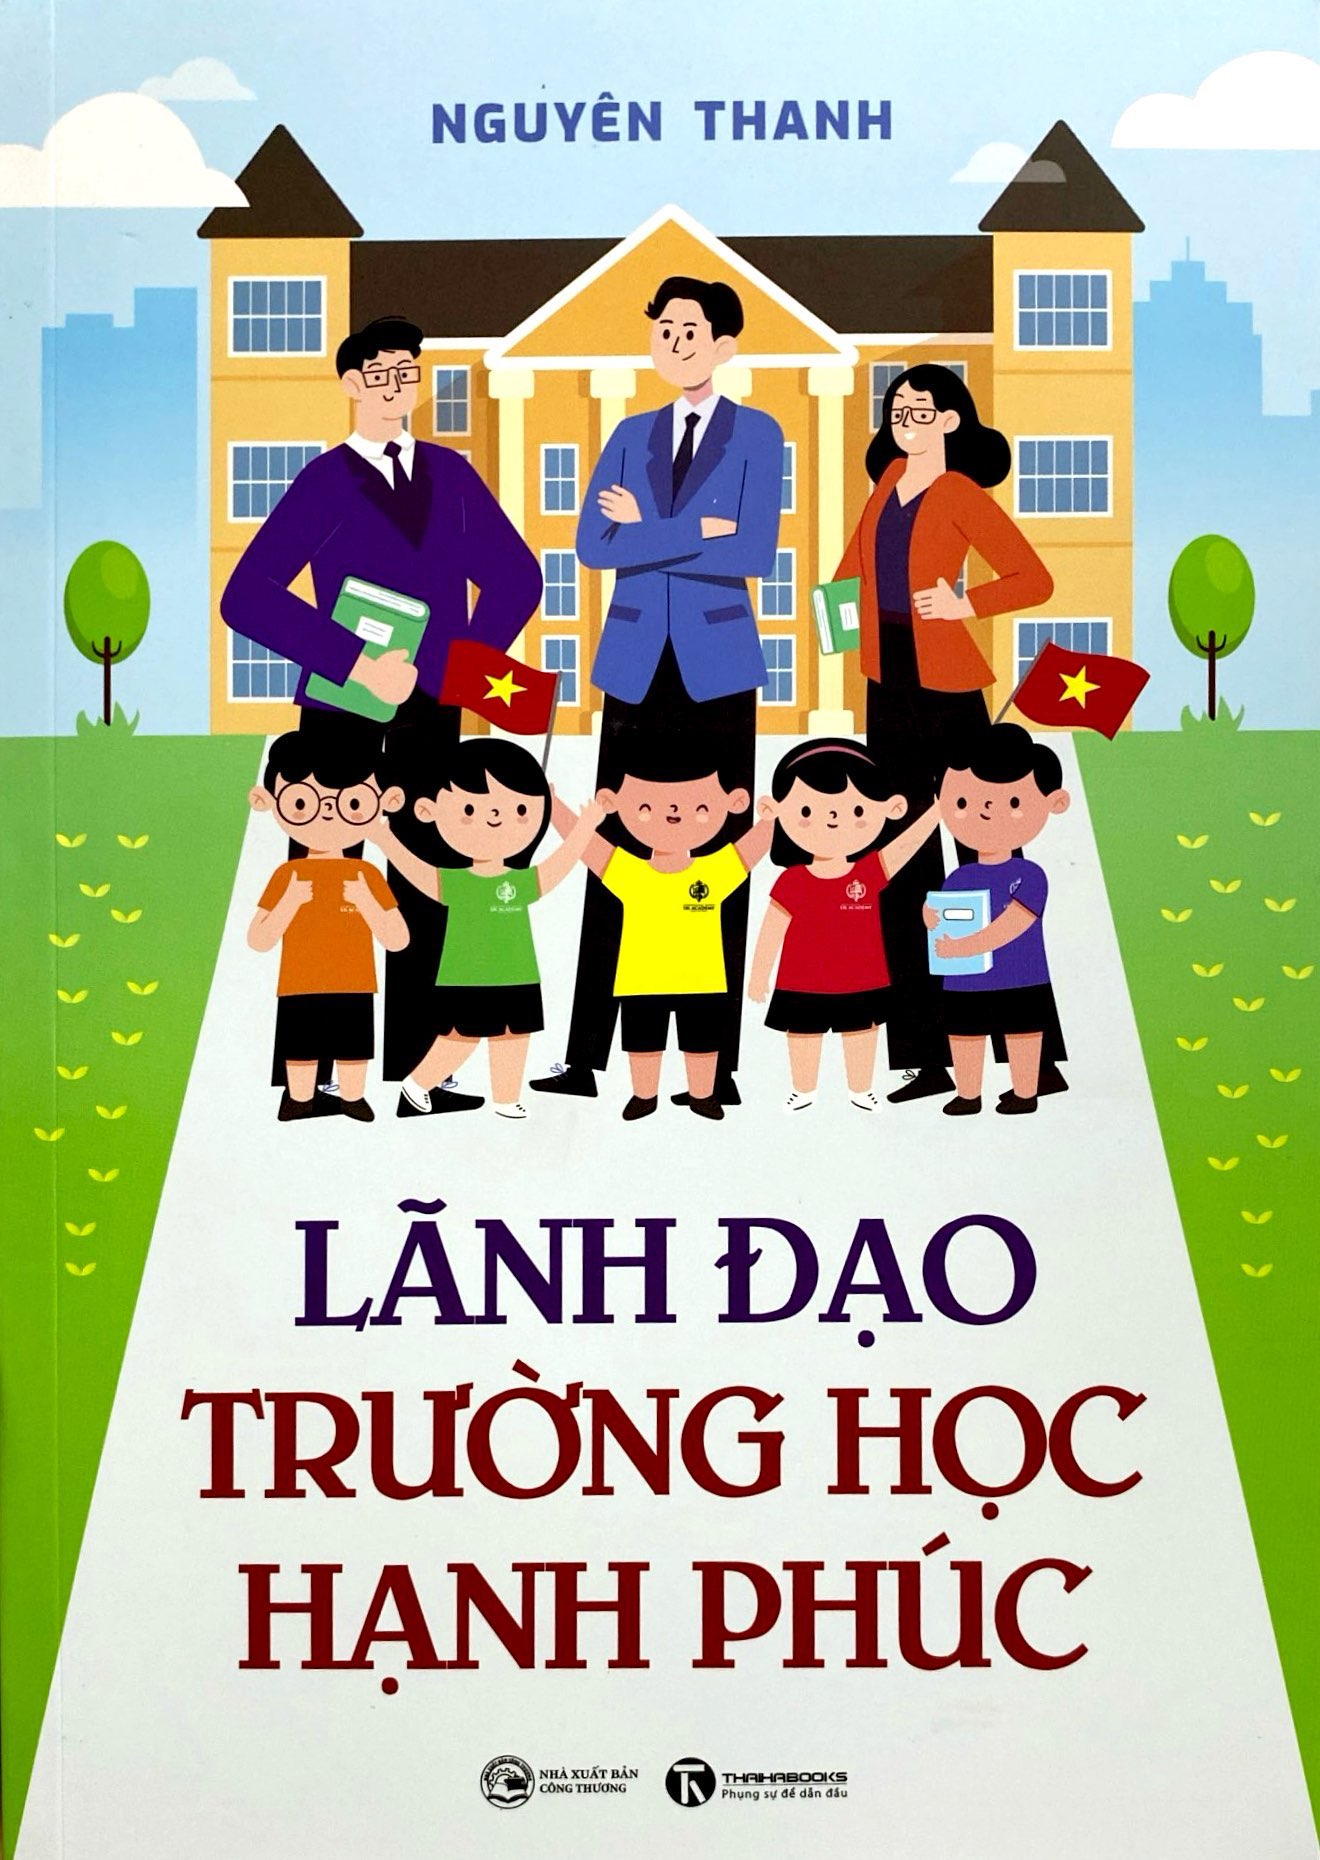 NGUYÊN THANH
LÃNH ĐẠO
TRƯỜNG HỌC
HẠNH PHÚC
NHÀ XUẤT BẢN
CÔNG THƯƠNG
THAIHABOOKS
Phụng sự để dẫn đầu